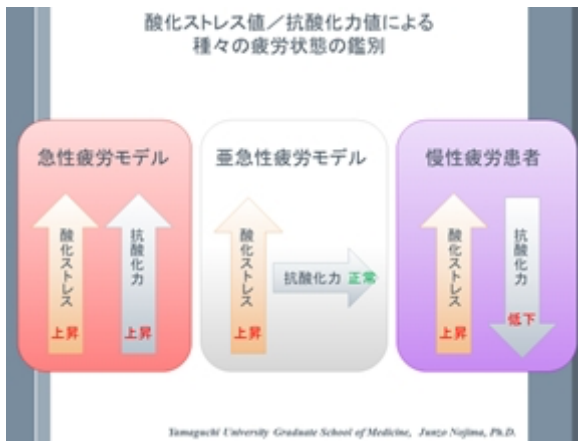 酸化ストレス値／抗酸化力値による
種々の疲労状態の鑑別
急性疲労モデル
酸化ストレス
上昇
抗酸化力
上昇
亜急性疲労モデル
酸化ストレス
上昇
抗酸化力 正常
慢性疲労患者
酸化ストレス
上昇
抗酸化力
低下
Yamaguchi University Graduate School of Medicine, Junzo Nojima, Ph.D.